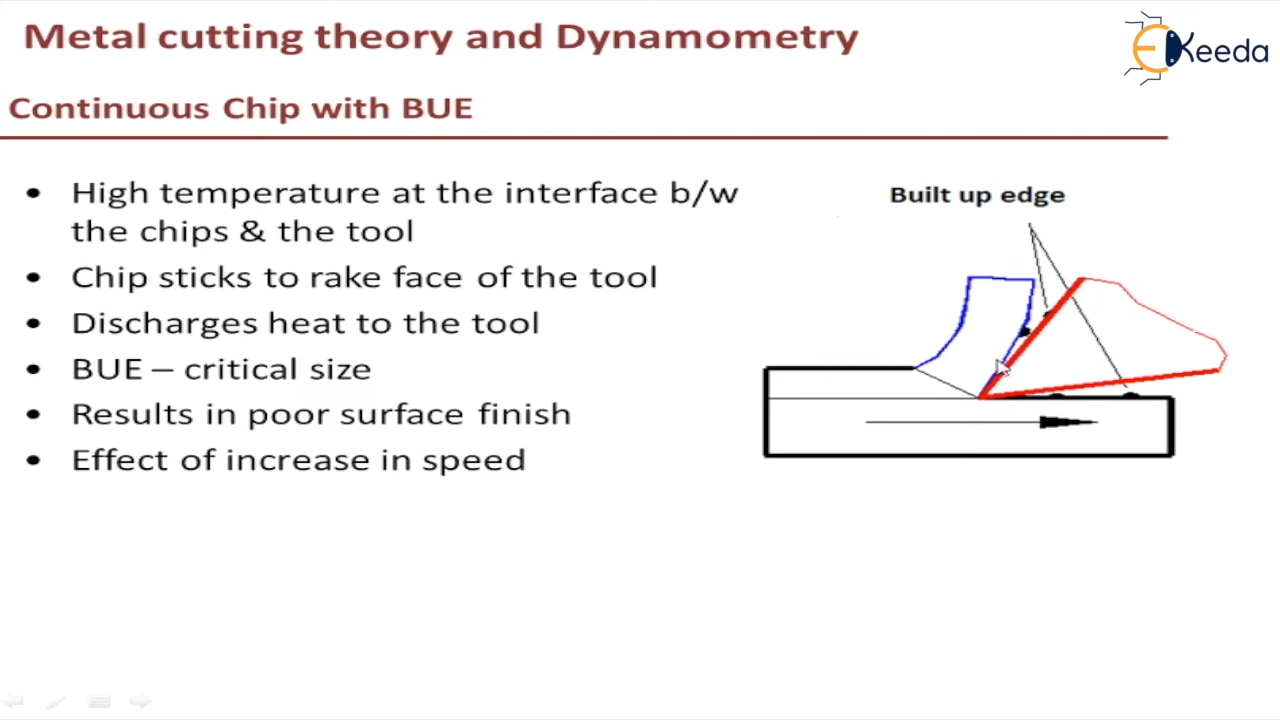 Metal cutting theory and Dynamometry
EKeeda
Continuous Chip with BUE
• High temperature at the interface b/w
the chips & the tool
• Chip sticks to rake face of the tool
• Discharges heat to the tool
• BUE – critical size
• Results in poor surface finish
• Effect of increase in speed
Built up edge